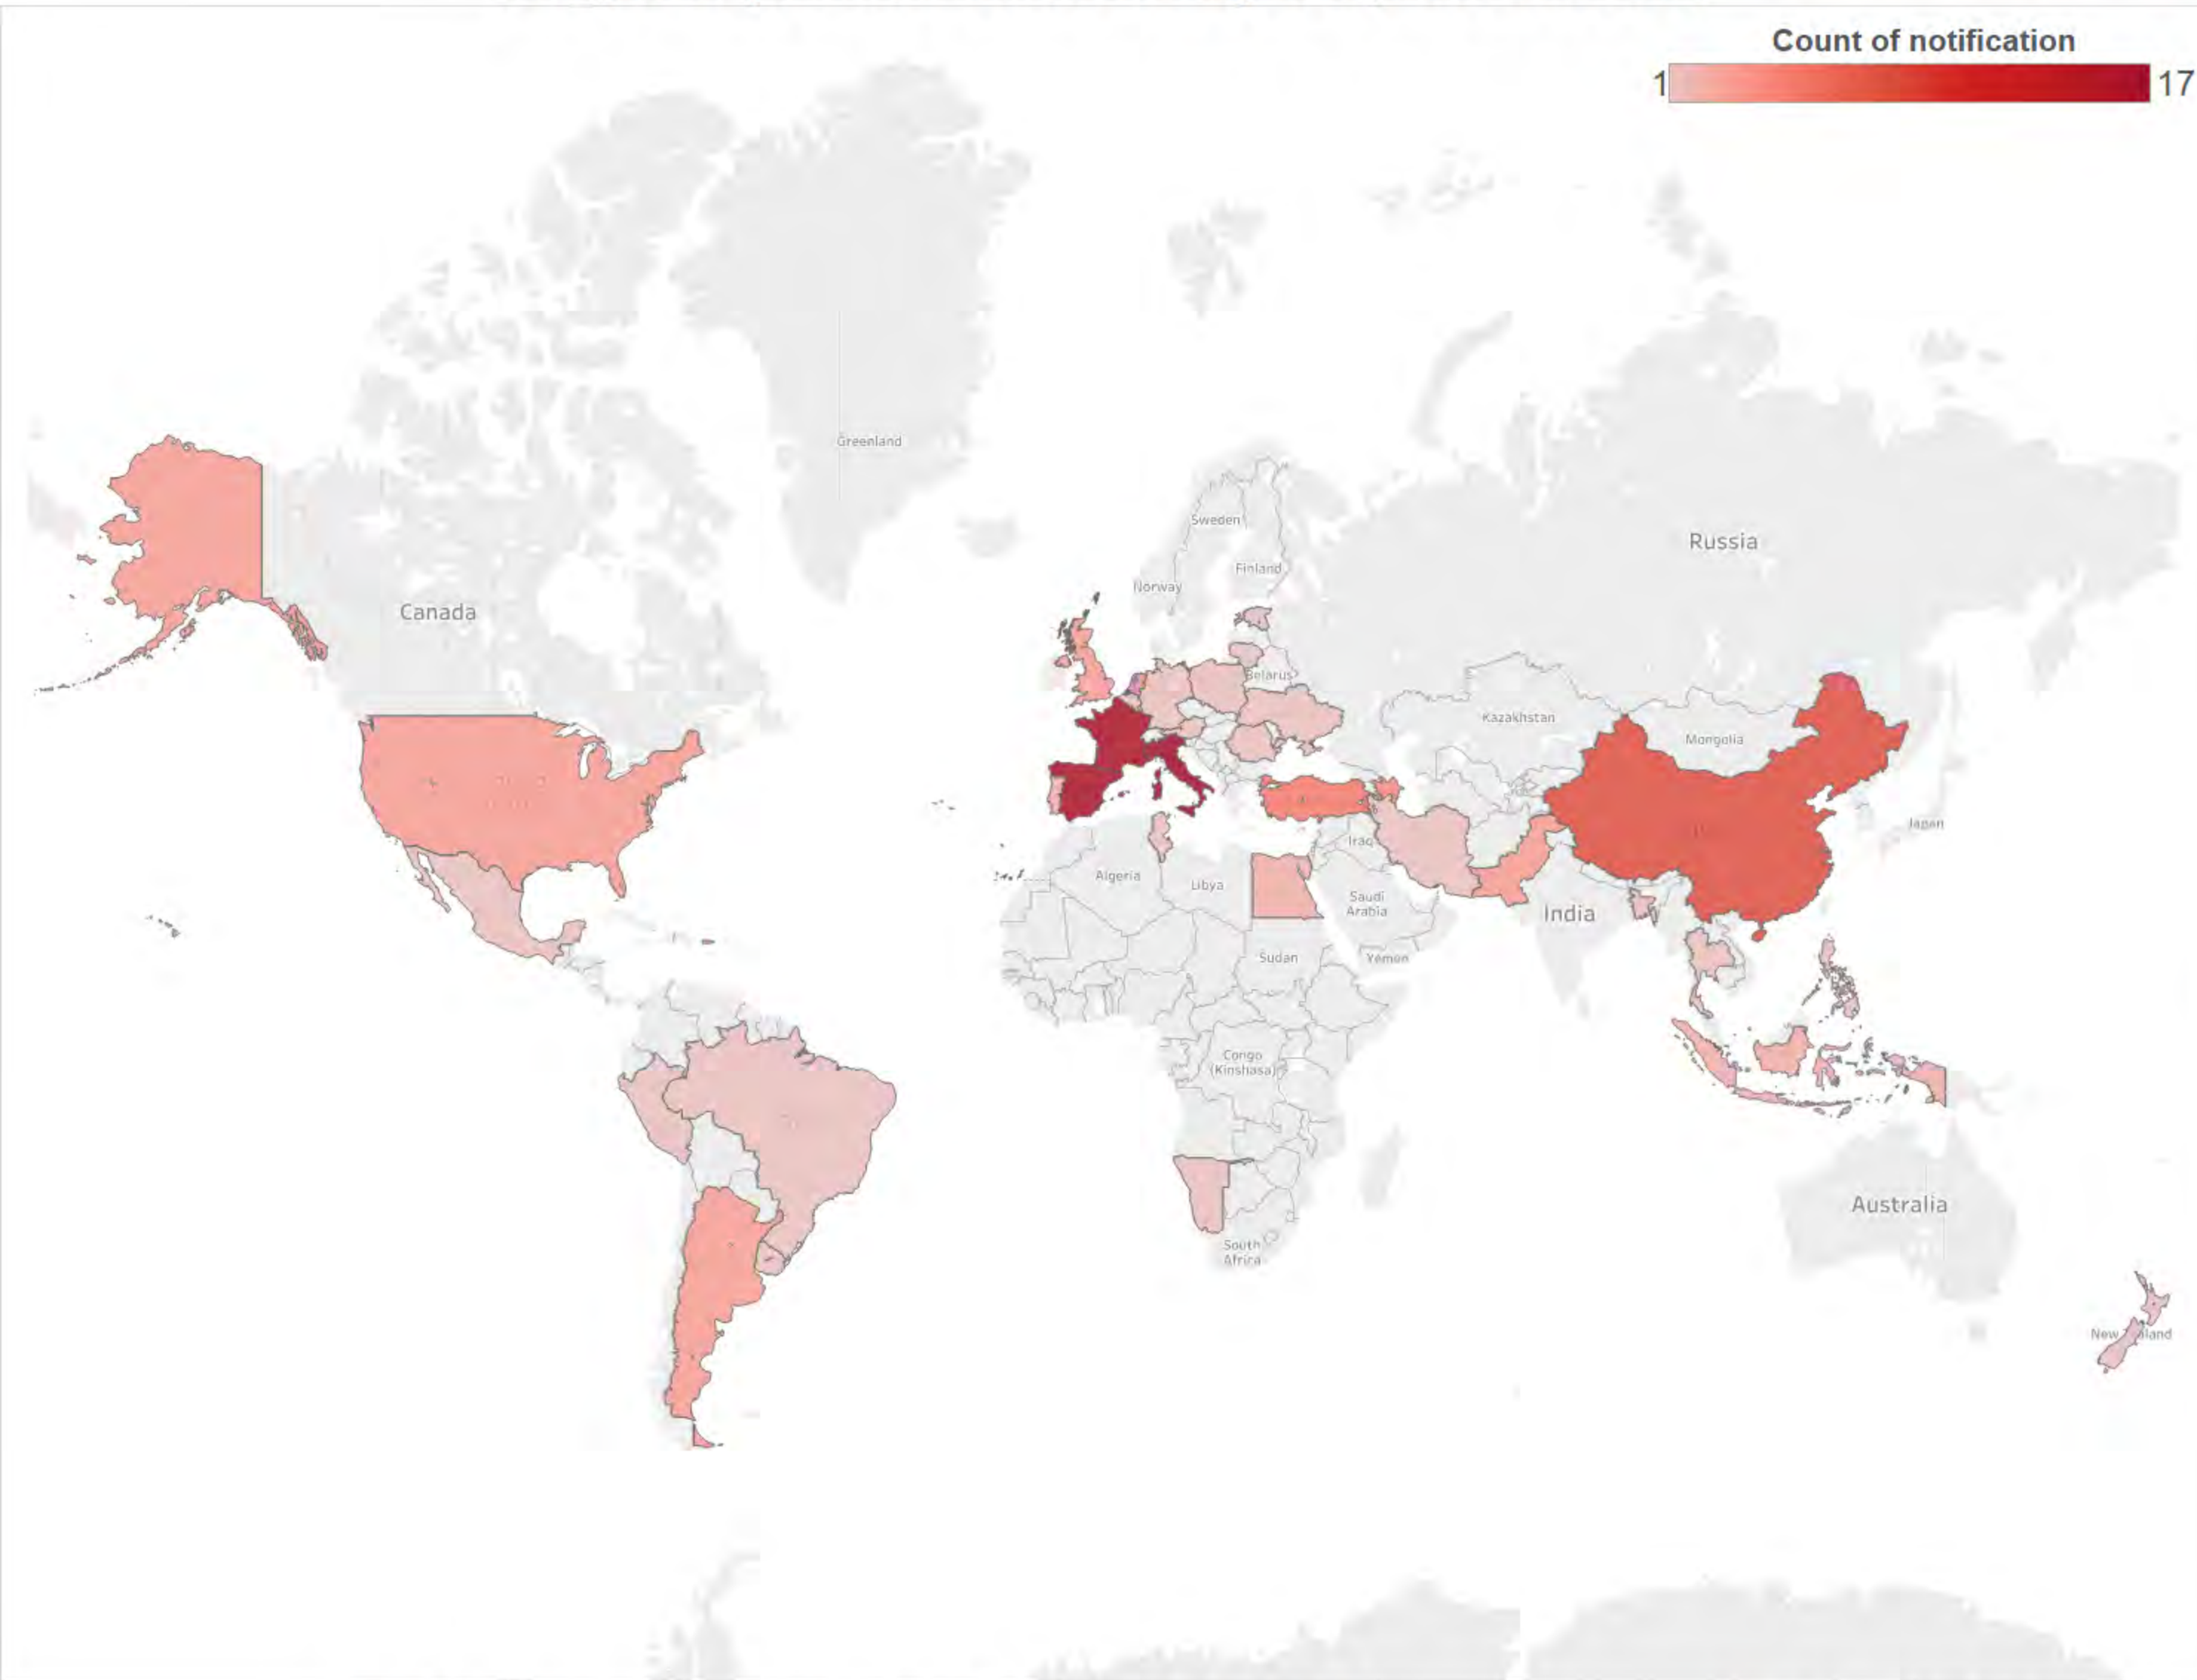 Count of notification
1 17
Greenland
Sweden
Russia
Finland
Norway
Canada
Belarus
Kazakhstan
Mongolia
Japan
Iraq
Algeria
Libya
Saudi
Arabia
India
Sudan
Yemen
Congo
(Kinshasa)
Australia
South
Africa
New